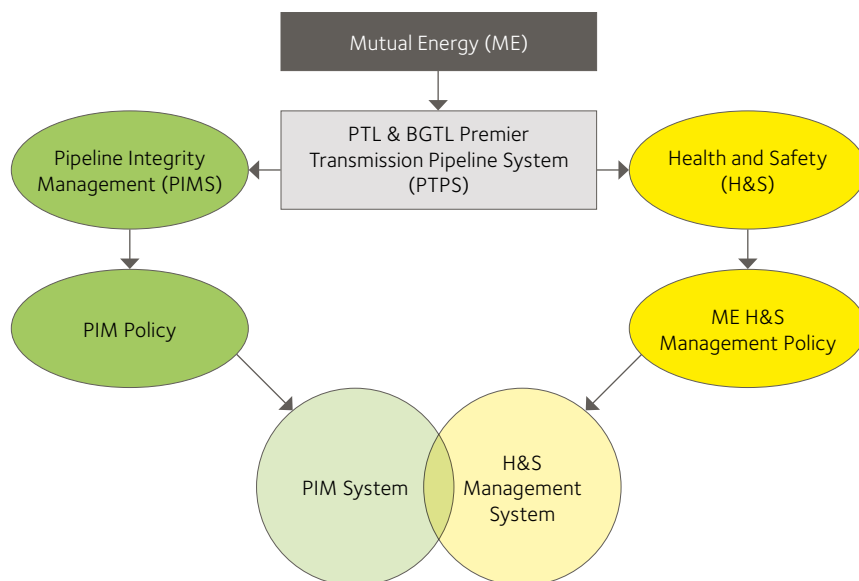 Mutual Energy (ME)
PTL & BGTL Premier
Transmission Pipeline System
(PTPS)
Pipeline Integrity
Management (PIMS)
Health and Safety
(H&S)
PIM Policy
ME H&S
Management Policy
PIM System
H&S
Management
System